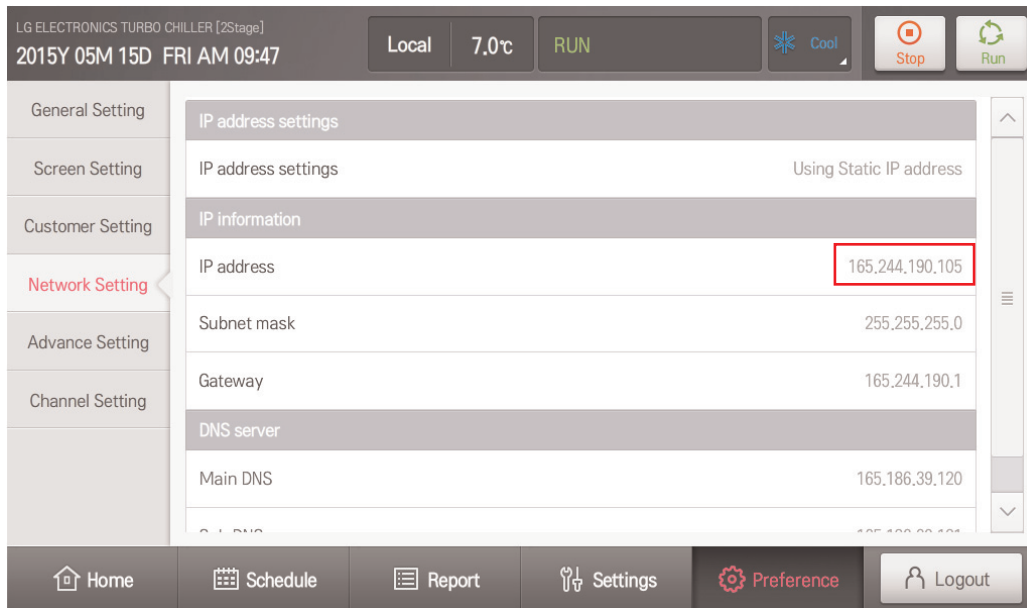 LG ELECTRONICS TURBO CHILLER [2Stage]
2015Y 05M 15D FRI AM 09:47
Local 7.0℃ RUN Cool
Stop Run
General Setting
Screen Setting
Customer Setting
Network Setting
Advance Setting
Channel Setting
IP address settings
IP address settings Using Static IP address
IP information
IP address 165.244.190.105
Subnet mask 255.255.255.0
Gateway 165.244.190.1
DNS server
Main DNS 165.186.39.120
Home Schedule Report Settings Preference Logout